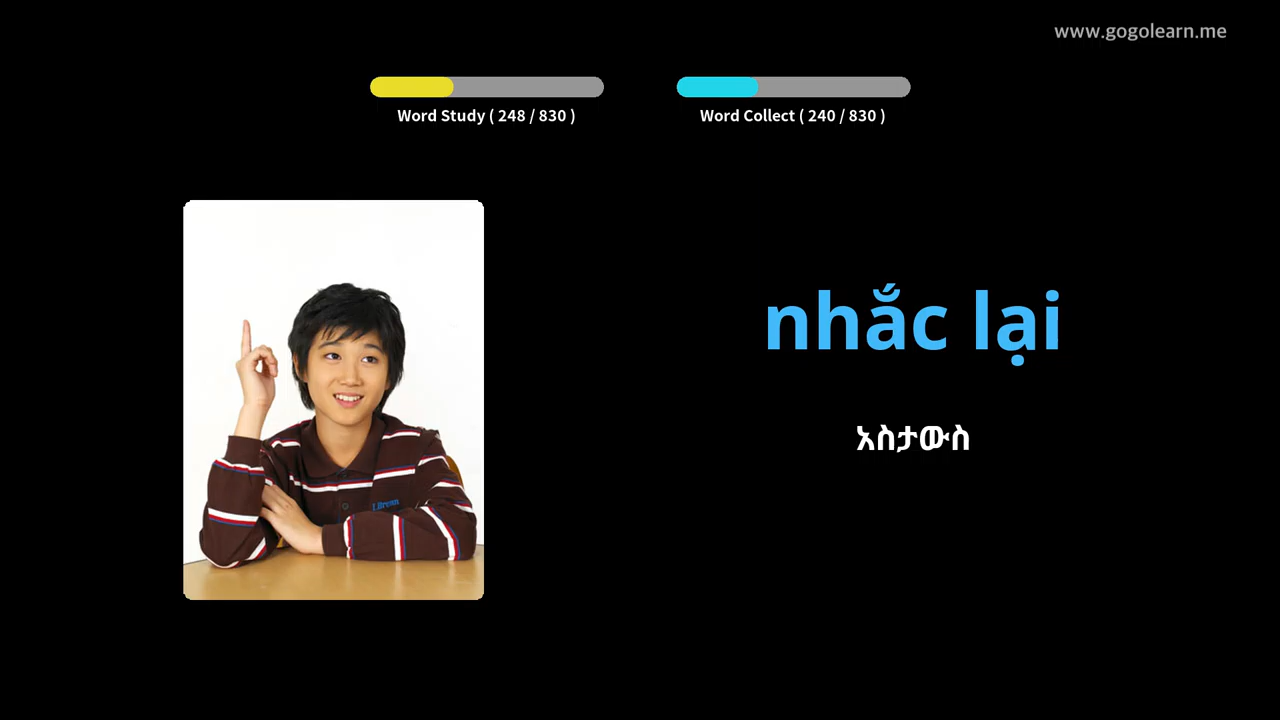 www.gogolearn.me
Word Study ( 248 / 830 )
Word Collect ( 240 / 830 )
nhắc lại
አስታውስ